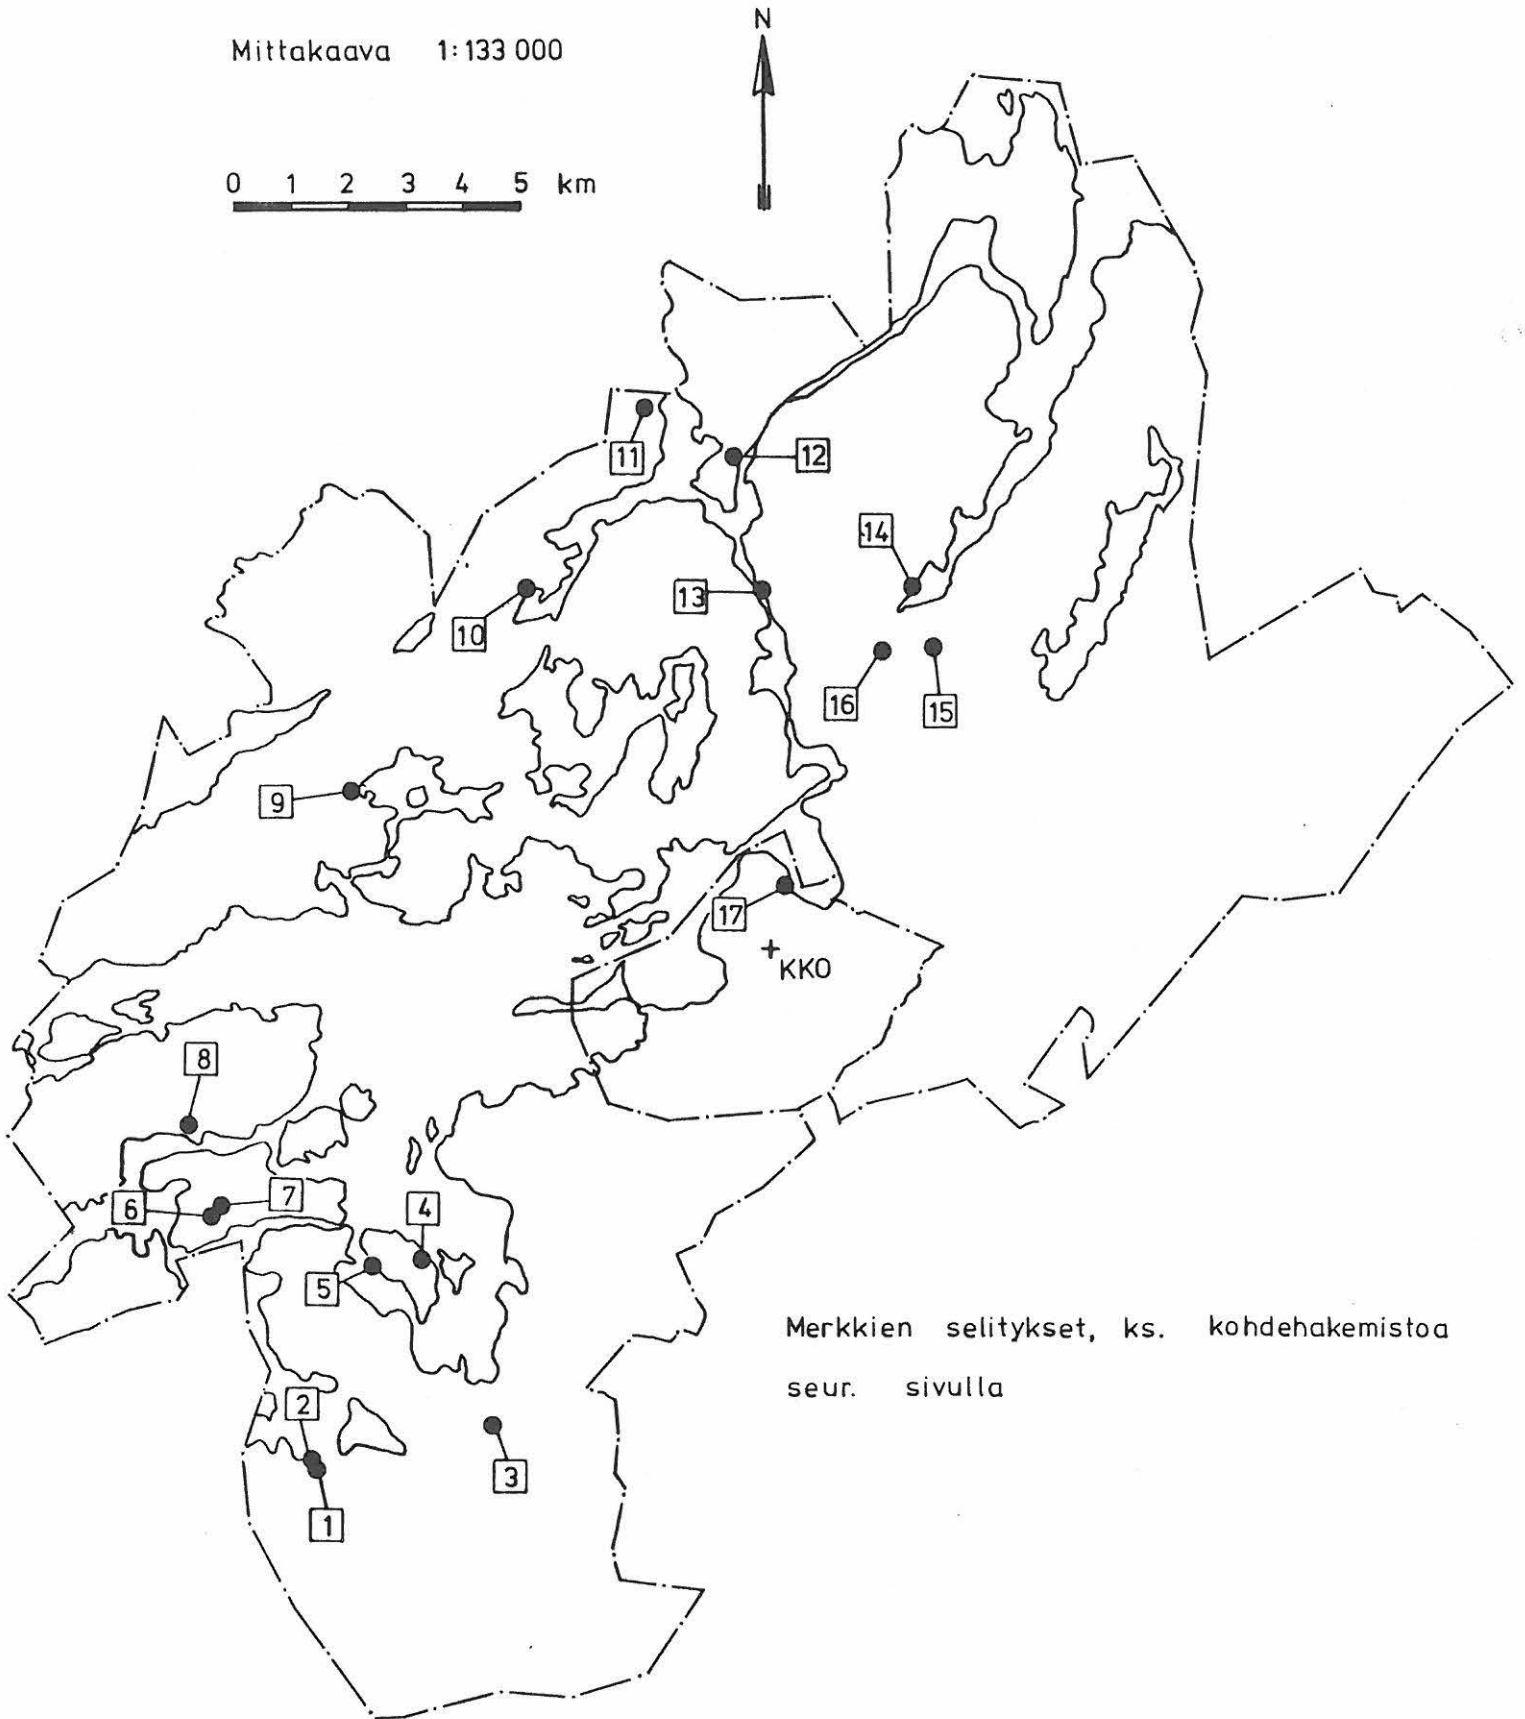 N
Mittakaava 1:133 000
0 1 2 3 4 5 km
11
12
14
13
10
16
15
9
17
KKO
8
7
6
4
5
Merkkien selitykset, ks. kohdehakemistoa
seur. sivulla
2
3
1